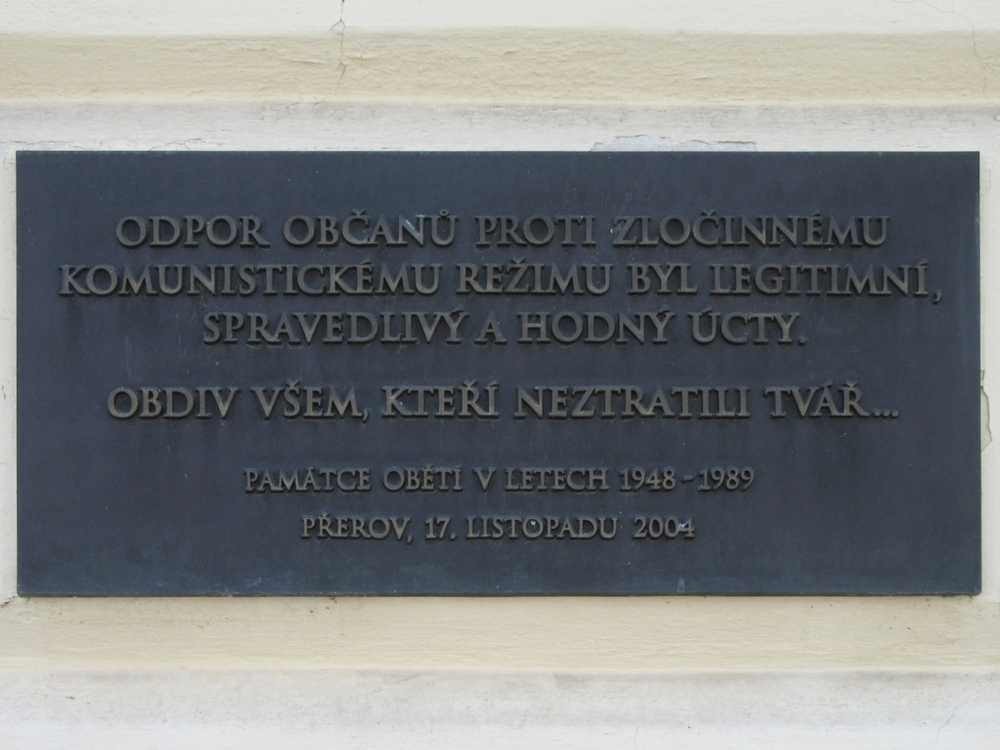 ODPOR OBČANŮ PROTI ZLOČINNÉMU
KOMUNISTICKÉMU REŽIMU BYL LEGITIMNÍ,
SPRAVEDLIVÝ A HODNÝ ÚCTY.
OBDIV VŠEM, KTEŘÍ NEZTRATILI TVÁŘ...
PAMÁTCE OBĚTÍ V LETECH 1948 - 1989
PŘEROV, 17. LISTOPADU 2004